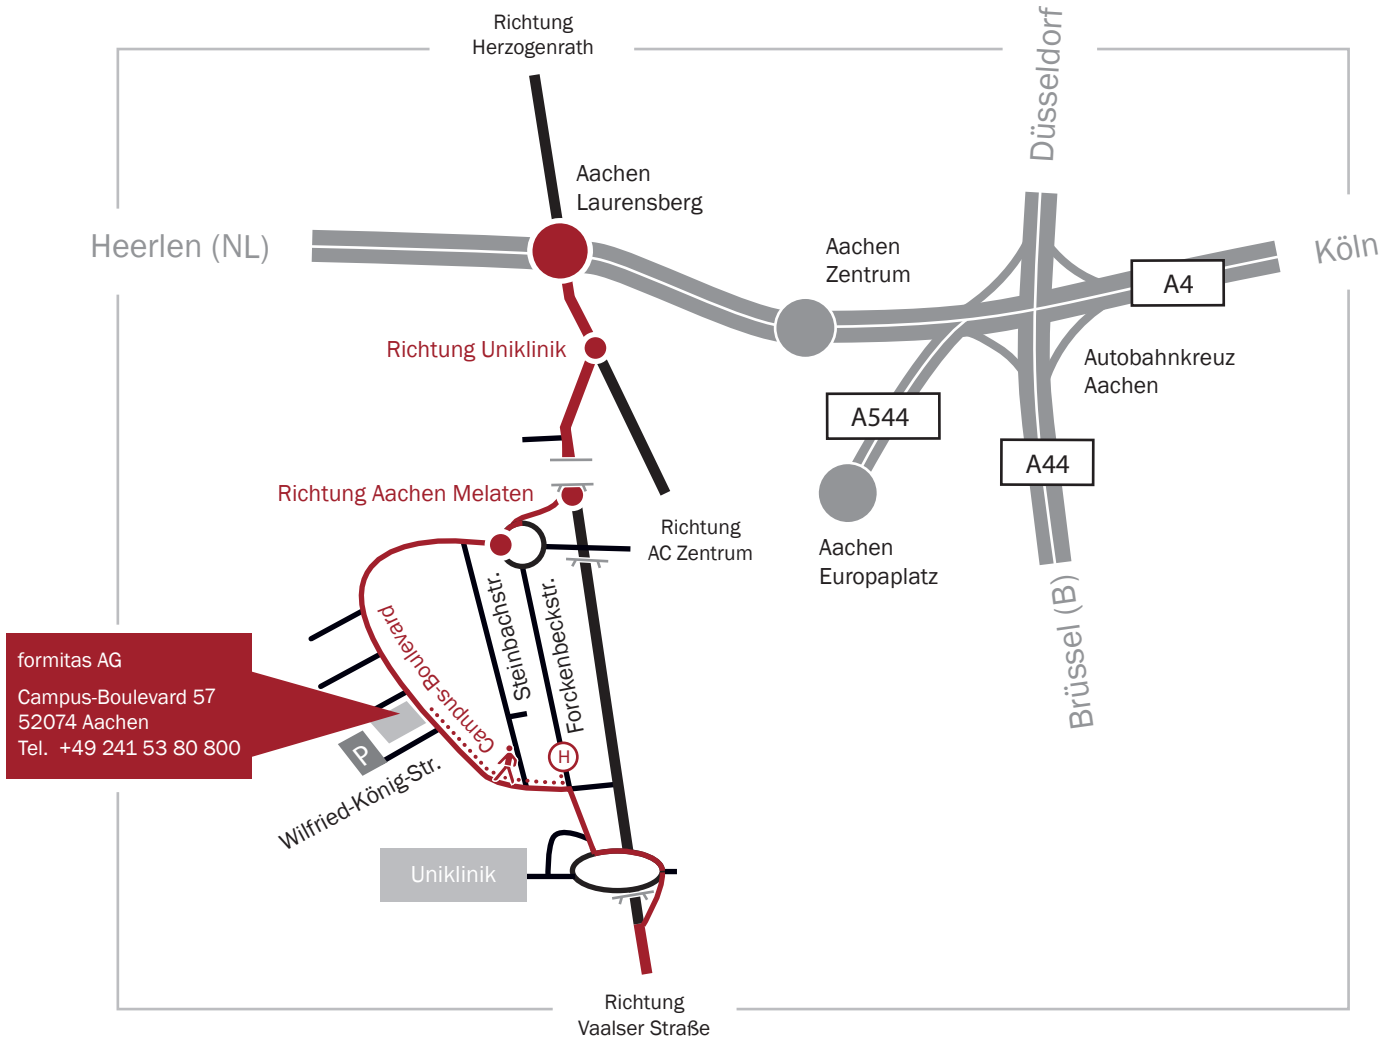 Richtung
Herzogenrath
Düsseldorf
Aachen
Laurensberg
Heerlen (NL)
Aachen
Zentrum
Köln
A4
Richtung Uniklinik
Autobahnkreuz
Aachen
A544
A44
Richtung Aachen Melaten
Richtung
AC Zentrum
Aachen
Europaplatz
Brüssel (B)
Steinbachstr.
Forckenbeckstr.
Campus-Boulevard
formitas AG
Campus-Boulevard 57
52074 Aachen
Tel. +49 241 53 80 800
P
H
Wilfried-König-Str.
Uniklinik
Richtung
Vaalser Straße